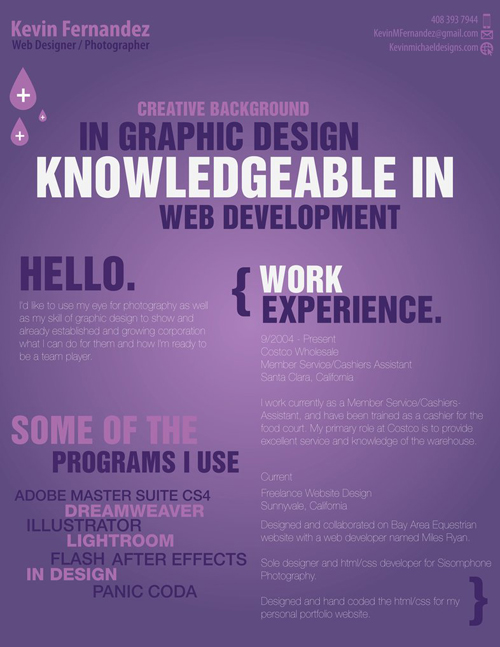 Kevin Fernandez
Web Designer / Photographer
408 393 7944
KevinMFernandez@gmail.com
Kevinmichaeldesigns.com
CREATIVE BACKGROUND
IN GRAPHIC DESIGN
KNOWLEDGEABLE IN
WEB DEVELOPMENT
HELLO.
I'd like to use my eye for photography as well
as my skill of graphic design to show and
already established and growing corporation
what I can do for them and how I'm ready to
be a team player.
SOME OF THE
PROGRAMS I USE
ADOBE MASTER SUITE CS4
DREAMWEAVER
ILLUSTRATOR
LIGHTROOM
FLASH AFTER EFFECTS
IN DESIGN
PANIC CODA
{ WORK
EXPERIENCE.
9/2004 - Present
Costco Wholesale
Member Service/Cashiers Assistant
Santa Clara, California
I work currently as a Member Service/Cashiers-
Assistant, and have been trained as a cashier for the
food court. My primary role at Costco is to provide
excellent service and knowledge of the warehouse.
Current
Freelance Website Design
Sunnyvale, California
Designed and collaborated on Bay Area Equestrian
website with a web developer named Miles Ryan.
Sole designer and html/css developer for Sisomphone
Photography.
Designed and hand coded the html/css for my
personal portfolio website. }